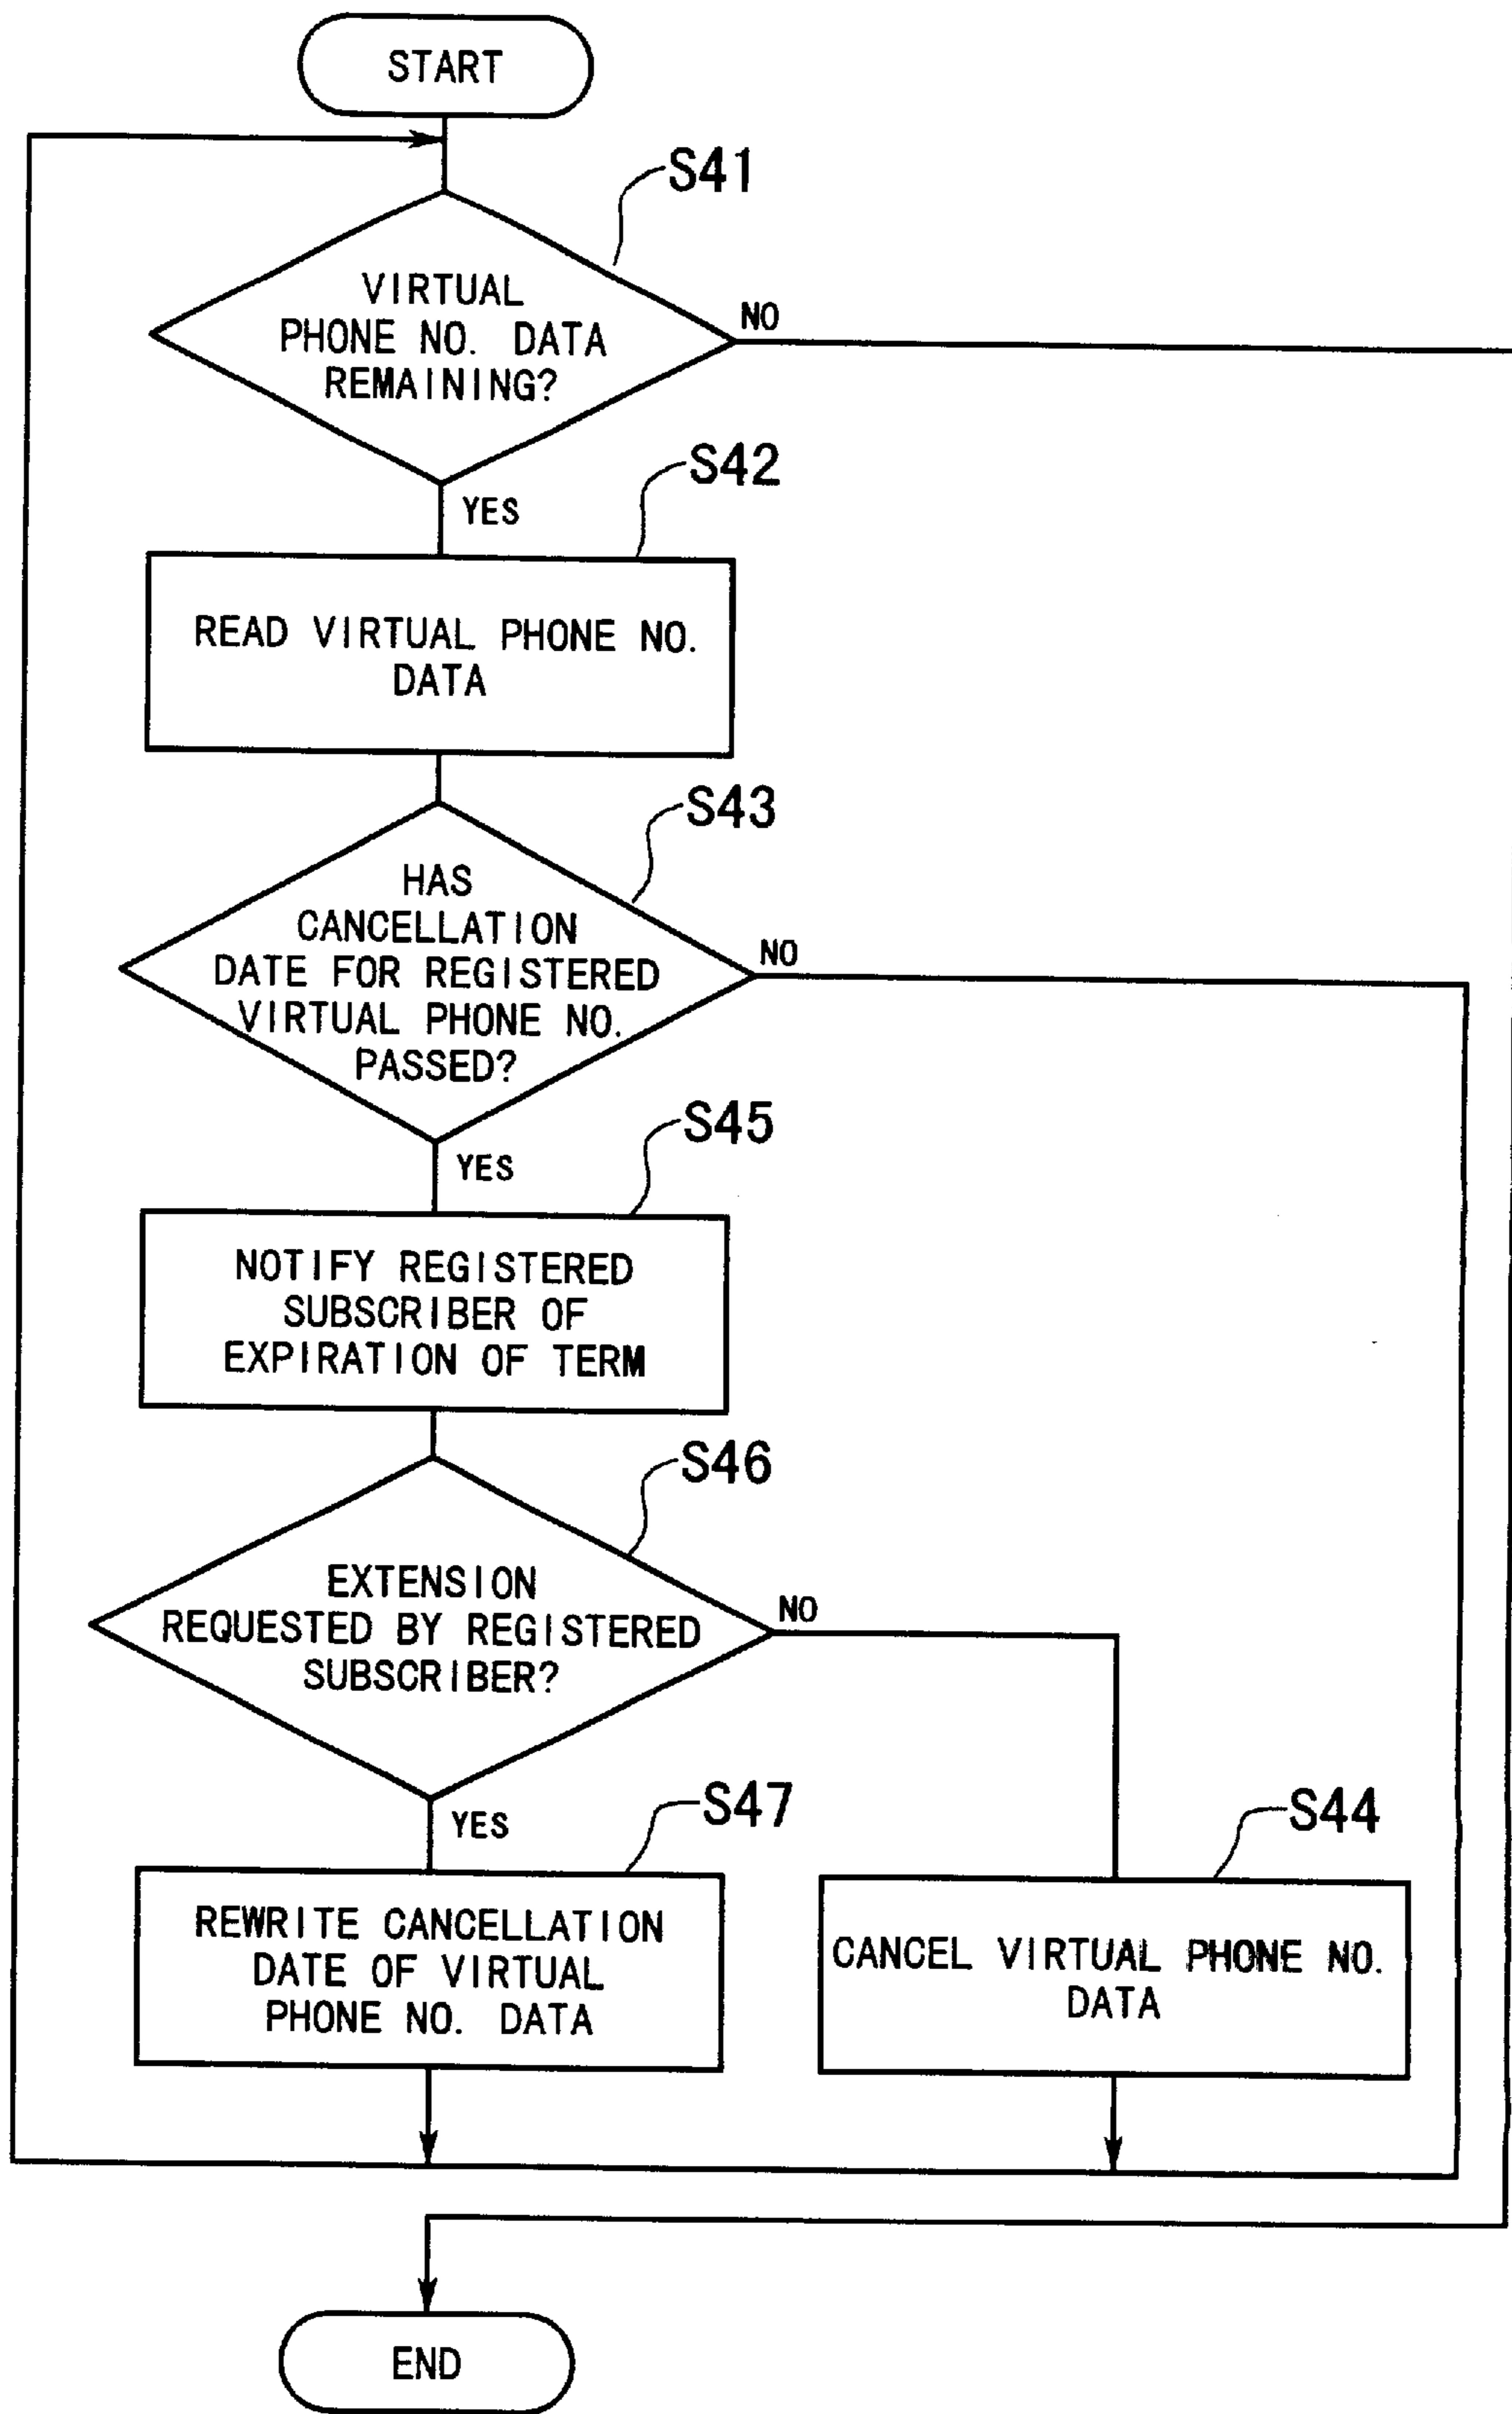 START
S41
VIRTUAL
PHONE NO. DATA
REMAINING?
NO
YES
S42
READ VIRTUAL PHONE NO.
DATA
S43
HAS
CANCELLATION
DATE FOR REGISTERED
VIRTUAL PHONE NO.
PASSED?
NO
YES
S45
NOTIFY REGISTERED
SUBSCRIBER OF
EXPIRATION OF TERM
S46
EXTENSION
REQUESTED BY REGISTERED
SUBSCRIBER?
NO
YES
S47
REWRITE CANCELLATION
DATE OF VIRTUAL
PHONE NO. DATA
S44
CANCEL VIRTUAL PHONE NO.
DATA
END